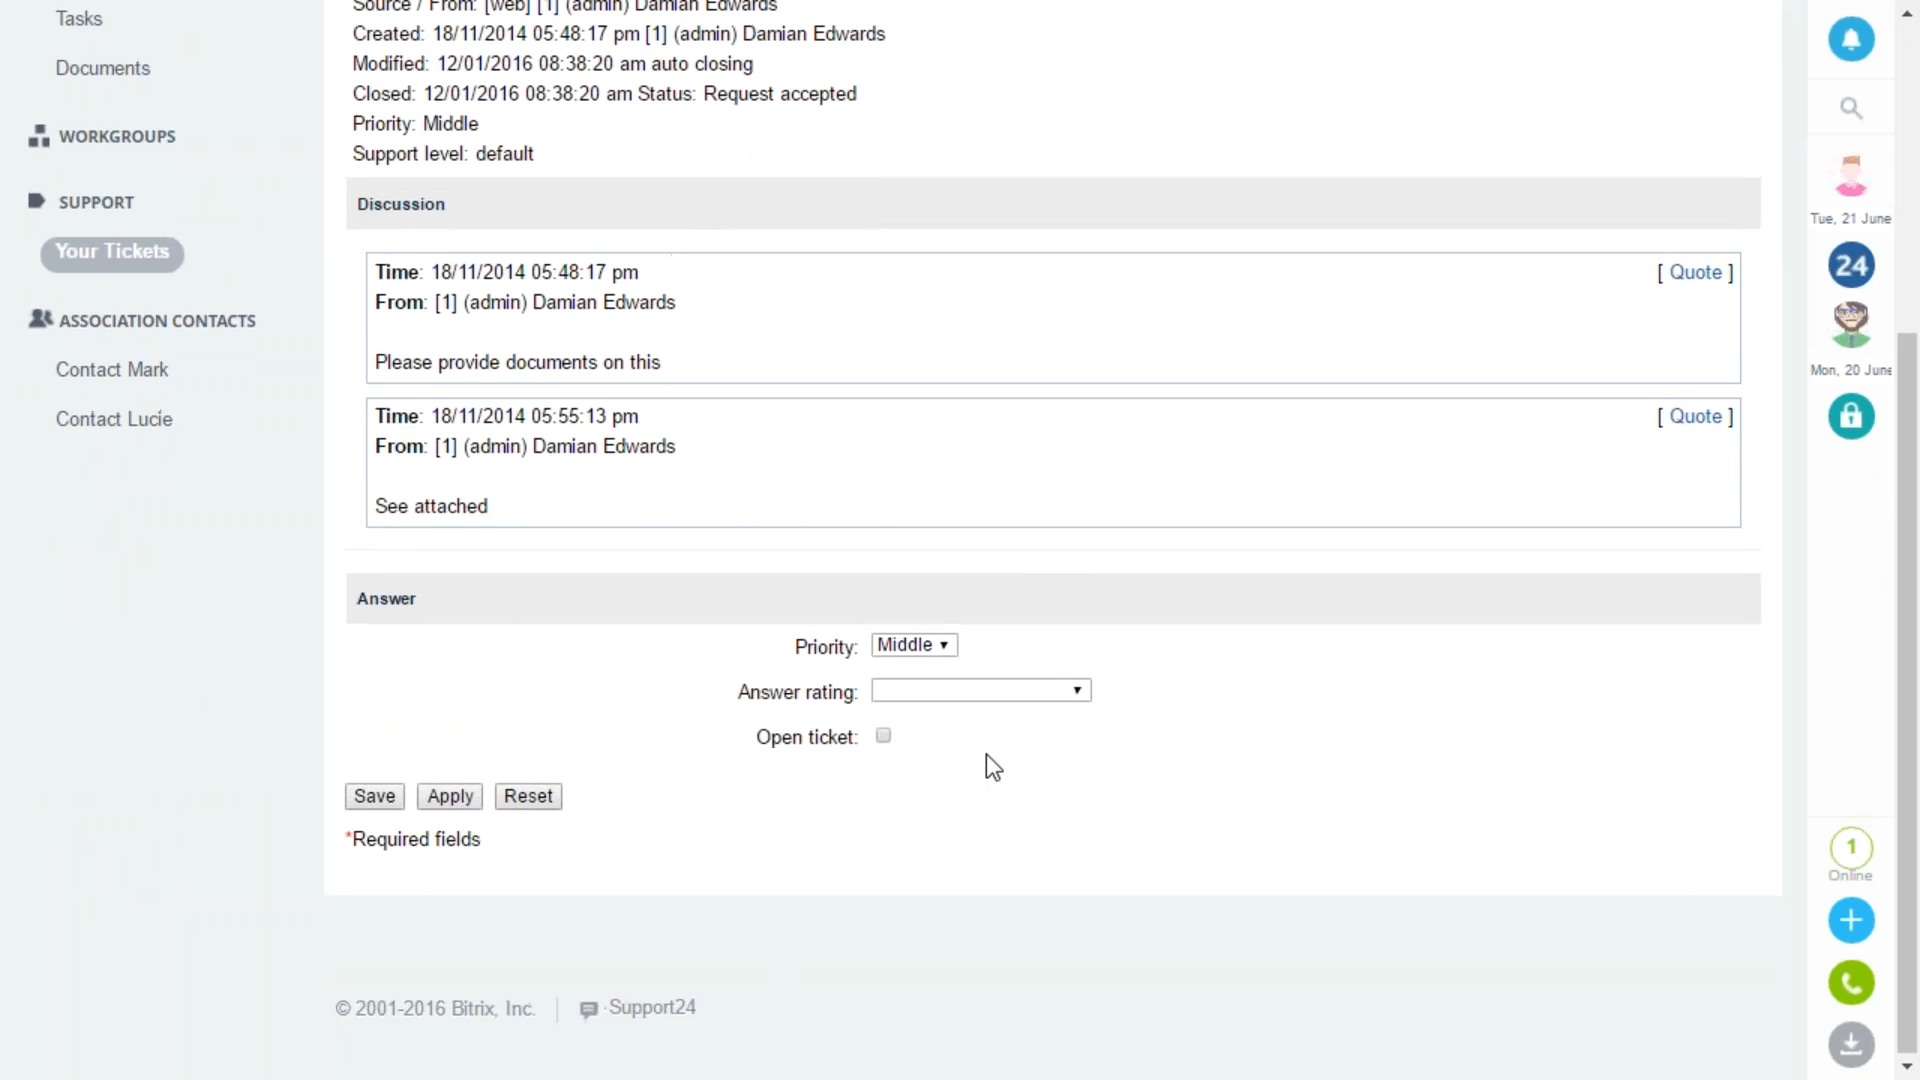 Tasks
Documents
WORKGROUPS
SUPPORT
Your Tickets
ASSOCIATION CONTACTS
Contact Mark
Contact Lucie
Source / From: [web] [1] (admin) Damian Edwards
Created: 18/11/2014 05:48:17 pm [1] (admin) Damian Edwards
Modified: 12/01/2016 08:38:20 am auto closing
Closed: 12/01/2016 08:38:20 am Status: Request accepted
Priority: Middle
Support level: default
Discussion
Time: 18/11/2014 05:48:17 pm [ Quote ]
From: [1] (admin) Damian Edwards
Please provide documents on this
Time: 18/11/2014 05:55:13 pm [ Quote ]
From: [1] (admin) Damian Edwards
See attached
Answer
Priority: Middle
Answer rating:
Open ticket:
Save Apply Reset
*Required fields
© 2001-2016 Bitrix, Inc. Support24
Tue, 21 June
24
Mon, 20 June
1
Online